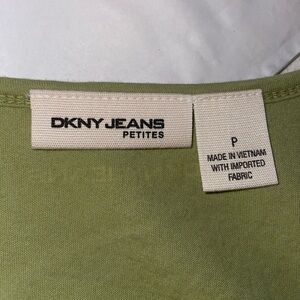 DKNY JEANS
PETITES
P
MADE IN VIETNAM
WITH IMPORTED
FABRIC